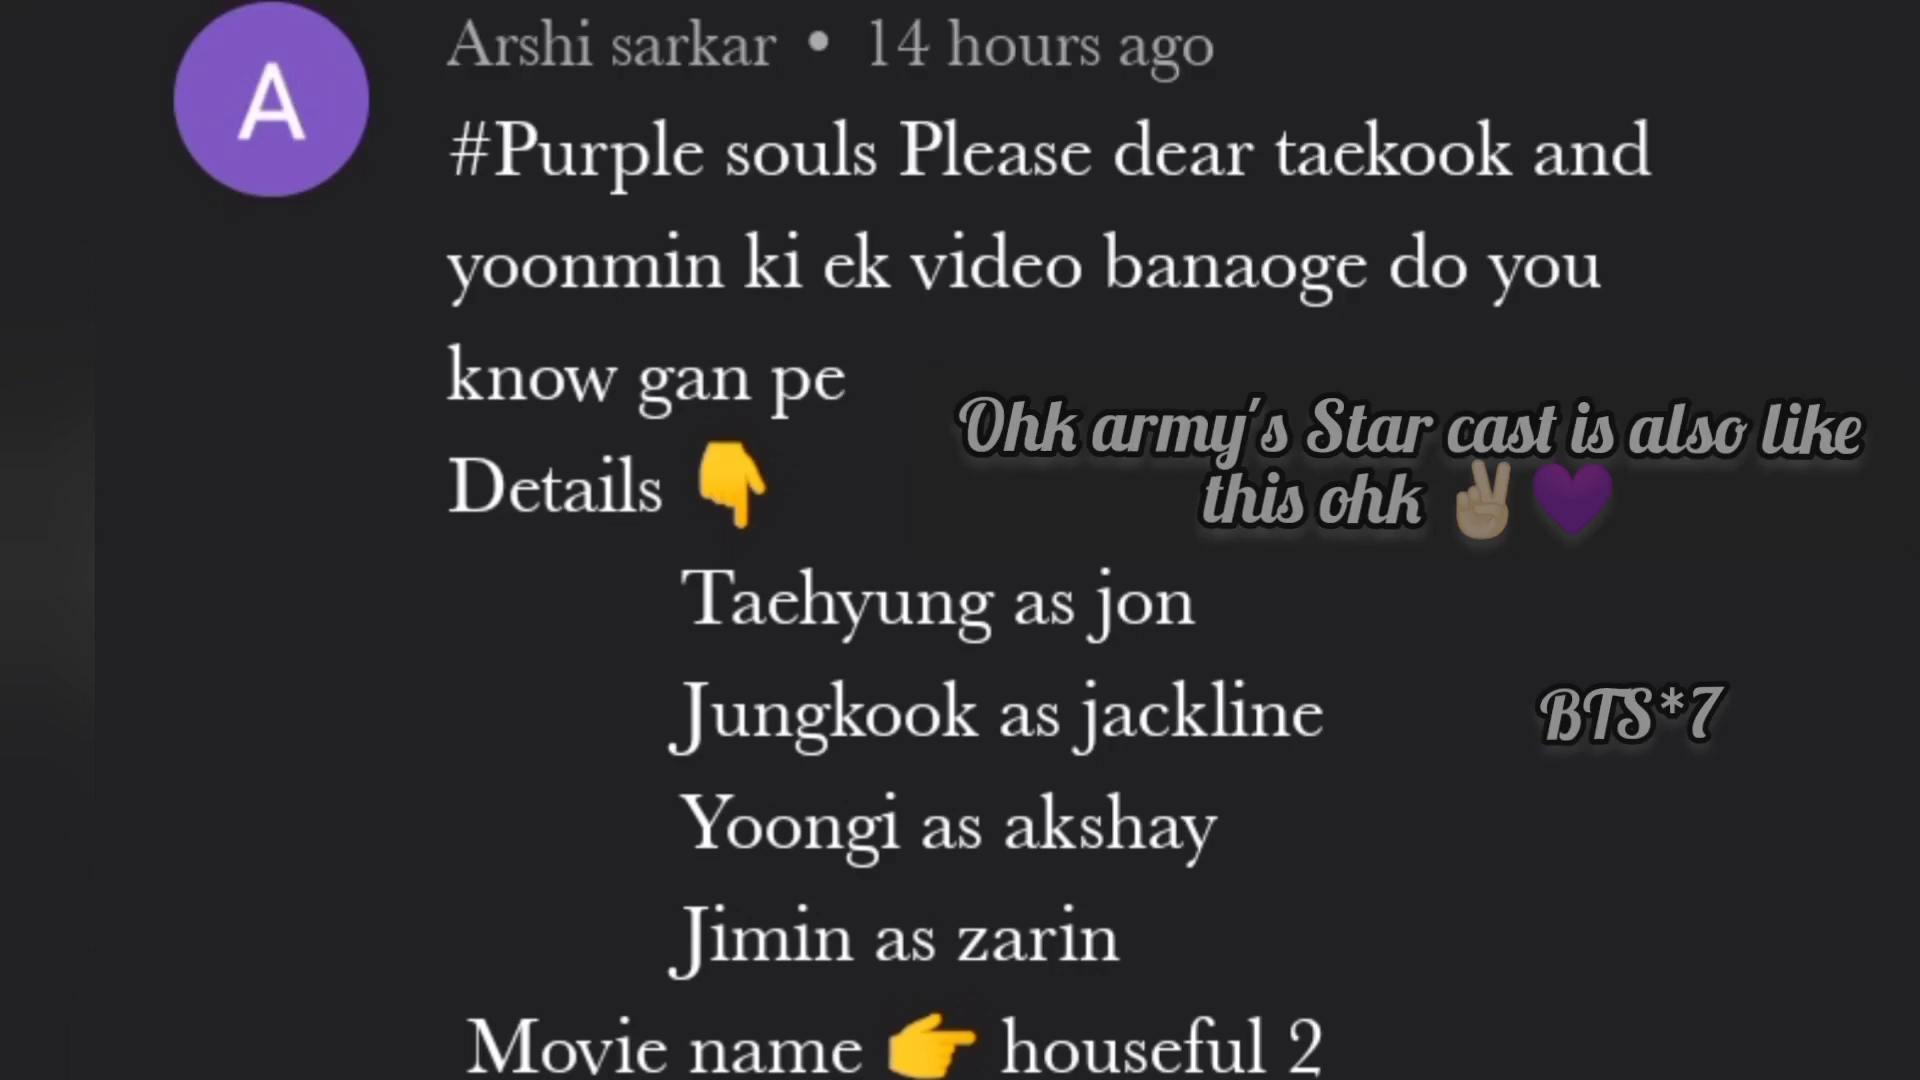 A
Arshi sarkar • 14 hours ago
#Purple souls Please dear taekook and
yoonmin ki ek video banaoge do you
know gan pe
Details 👇
Ohk army's Star cast is also like
this ohk ✌🏼💜
Taehyung as jon
Jungkook as jackline
BTS*7
Yoongi as akshay
Jimin as zarin
Movie name 👉 houseful 2